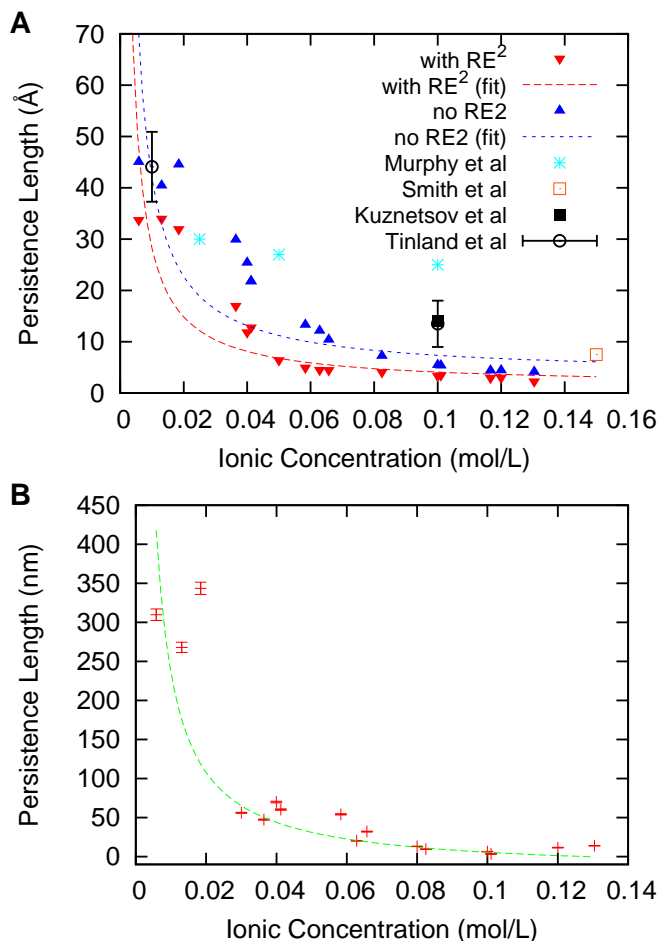 A
Persistence Length (Å)
70
60
50
40
30
20
10
0
with RE²
with RE² (fit)
no RE2
no RE2 (fit)
Murphy et al
Smith et al
Kuznetsov et al
Tinland et al
0 0.02 0.04 0.06 0.08 0.1 0.12 0.14 0.16
Ionic Concentration (mol/L)
B
Persistence Length (nm)
450
400
350
300
250
200
150
100
50
0
0 0.02 0.04 0.06 0.08 0.1 0.12 0.14
Ionic Concentration (mol/L)